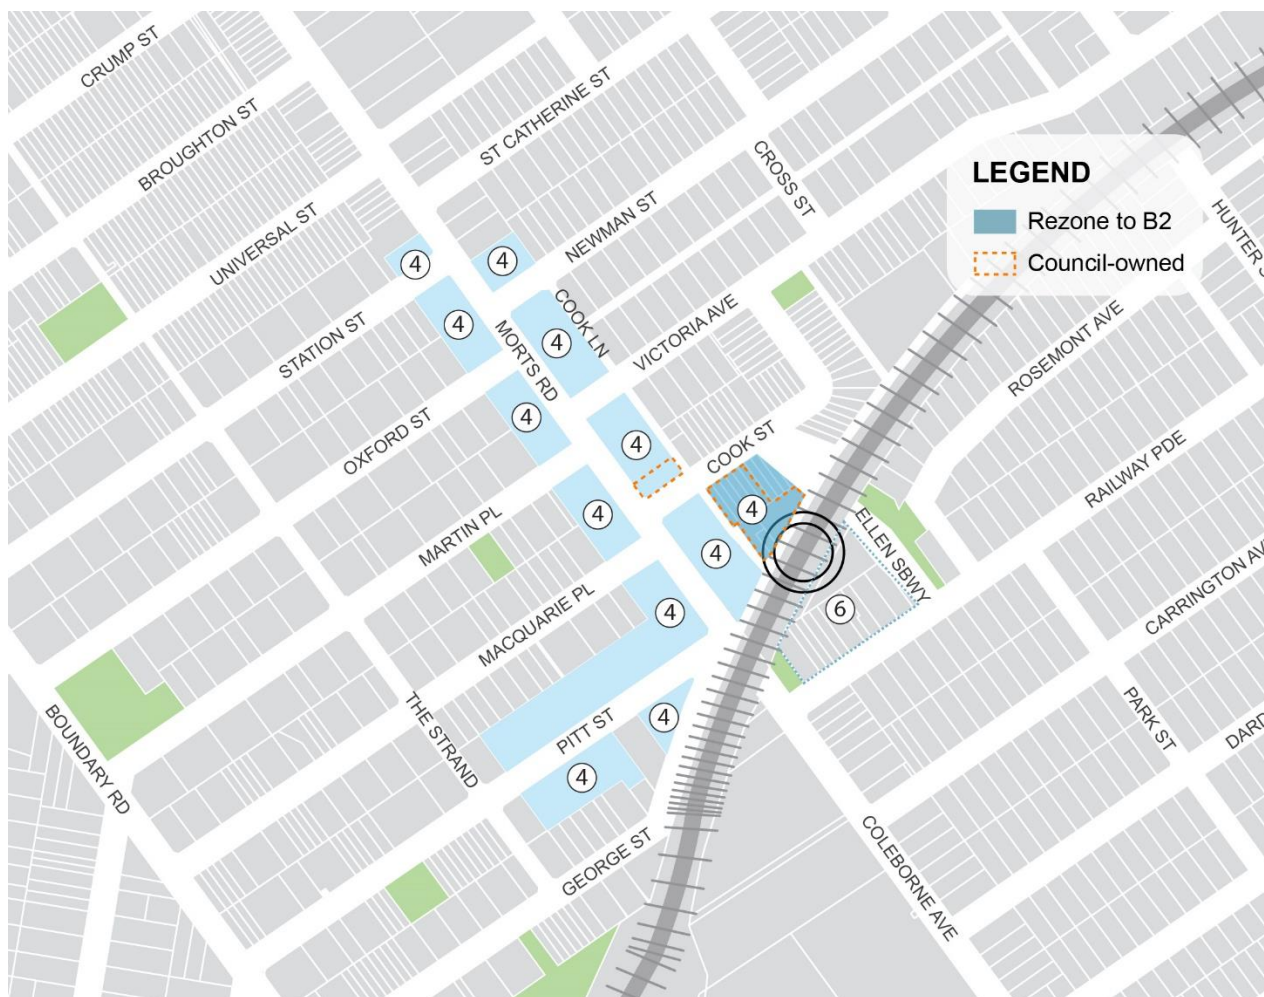 CRUMP ST
BROUGHTON ST
ST CATHERINE ST
CROSS ST
LEGEND
Rezone to B2
Council-owned
HUNTER S
UNIVERSAL ST
NEWMAN ST
4
4
STATION ST
4
MORTS RD
4
COOK LN
VICTORIA AVE
ROSEMONT AVE
OXFORD ST
4
4
COOK ST
RAILWAY PDE
MARTIN PL
4
4
4
ELLEN SBWY
CARRINGTON AV
MACQUARIE PL
4
6
BOUNDARY RD
THE STRAND
PITT ST
4
PARK ST
DARD
4
GEORGE ST
COLEBORNE AVE